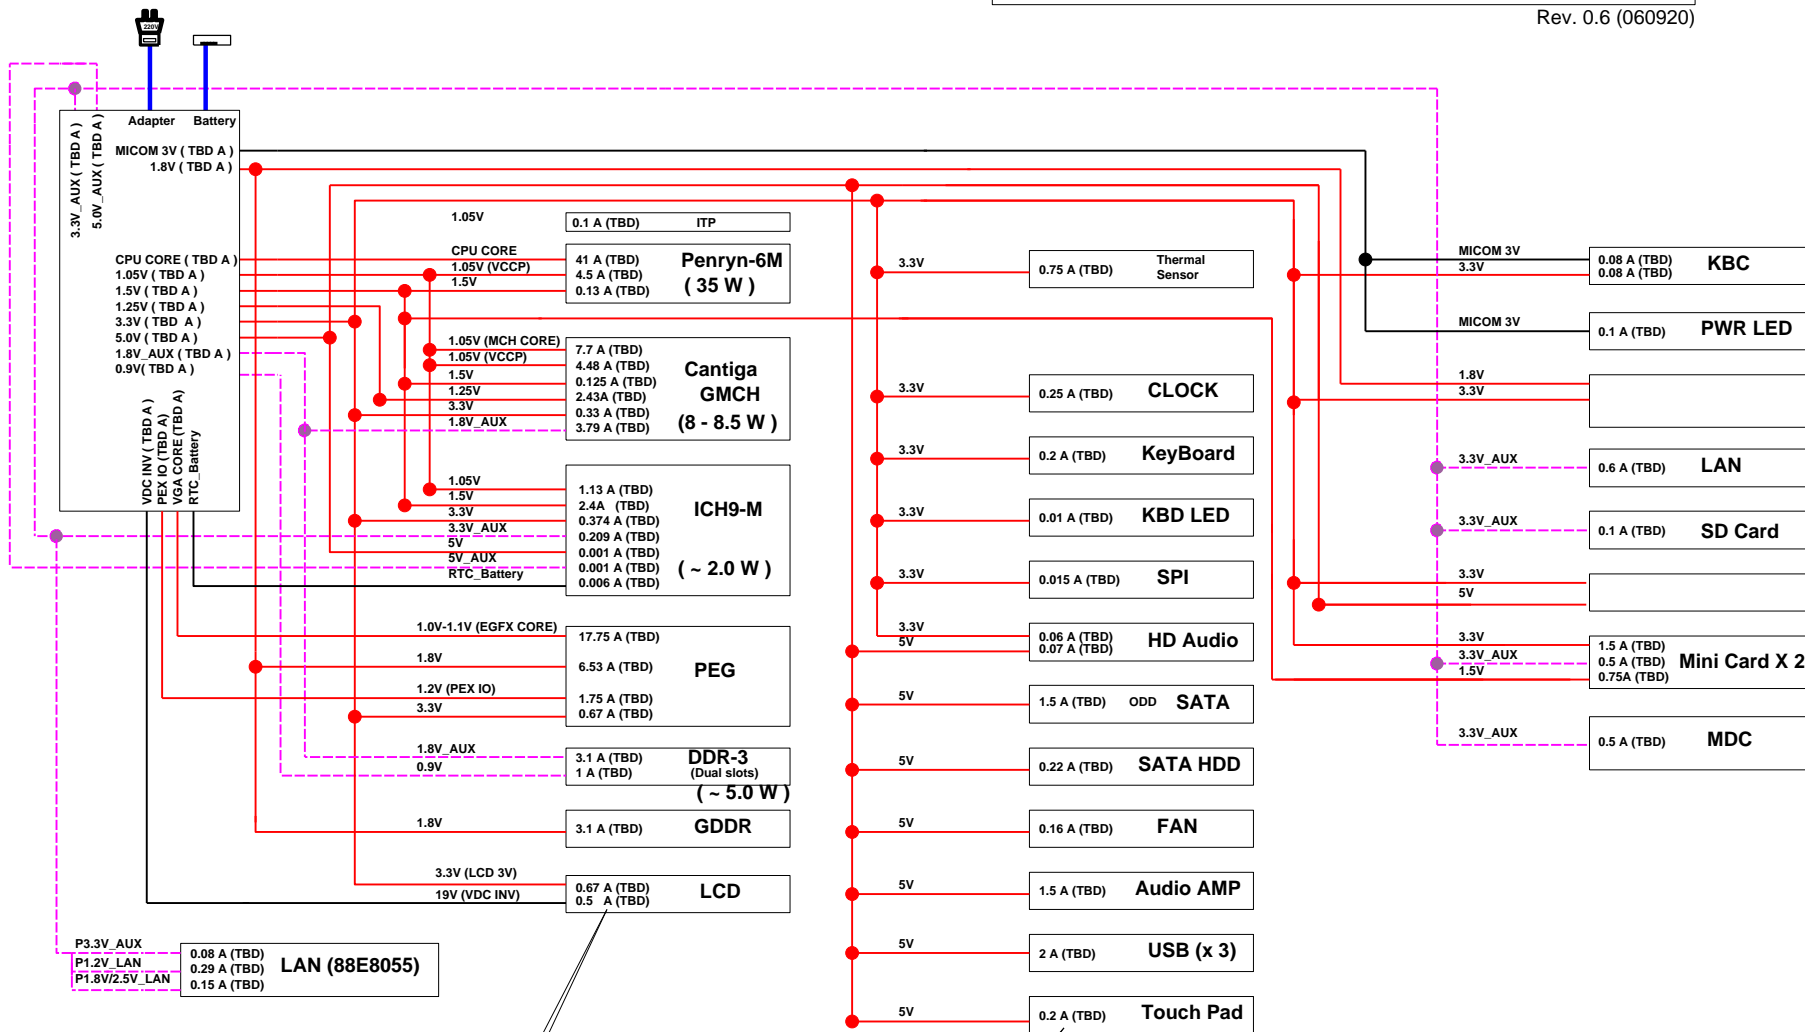 Rev. 0.6 (060920)
220V
Adapter
Battery
3.3V_AUX ( TBD A )
5.0V_AUX ( TBD A )
MICOM 3V ( TBD A )
1.8V ( TBD A )
CPU CORE ( TBD A )
1.05V ( TBD A )
1.5V ( TBD A )
1.25V ( TBD A )
3.3V ( TBD A )
5.0V ( TBD A )
1.8V_AUX ( TBD A )
0.9V( TBD A )
VDC INV ( TBD A )
PEX IO (TBD A)
VGA CORE (TBD A)
RTC_Battery
1.05V
0.1 A (TBD) ITP
CPU CORE
1.05V (VCCP)
1.5V
41 A (TBD)
4.5 A (TBD)
0.13 A (TBD)
Penryn-6M
( 35 W )
1.05V (MCH CORE)
1.05V (VCCP)
1.5V
1.25V
3.3V
1.8V_AUX
7.7 A (TBD)
4.48 A (TBD)
0.125 A (TBD)
2.43A (TBD)
0.33 A (TBD)
3.79 A (TBD)
Cantiga
GMCH
(8 - 8.5 W )
1.05V
1.5V
3.3V
3.3V_AUX
5V
5V_AUX
RTC_Battery
1.13 A (TBD)
2.4A (TBD)
0.374 A (TBD)
0.209 A (TBD)
0.001 A (TBD)
0.001 A (TBD)
0.006 A (TBD)
ICH9-M
( ~ 2.0 W )
1.0V-1.1V (EGFX CORE)
1.8V
1.2V (PEX IO)
3.3V
17.75 A (TBD)
6.53 A (TBD)
1.75 A (TBD)
0.67 A (TBD)
PEG
1.8V_AUX
0.9V
3.1 A (TBD)
1 A (TBD)
DDR-3
(Dual slots)
( ~ 5.0 W )
1.8V
3.1 A (TBD) GDDR
3.3V (LCD 3V)
19V (VDC INV)
0.67 A (TBD)
0.5 A (TBD)
LCD
P3.3V_AUX
P1.2V_LAN
P1.8V/2.5V_LAN
0.08 A (TBD)
0.29 A (TBD)
0.15 A (TBD)
LAN (88E8055)
3.3V
0.75 A (TBD)
Thermal
Sensor
3.3V
0.25 A (TBD) CLOCK
3.3V
0.2 A (TBD) KeyBoard
3.3V
0.01 A (TBD) KBD LED
3.3V
0.015 A (TBD) SPI
3.3V
5V
0.06 A (TBD)
0.07 A (TBD)
HD Audio
5V
1.5 A (TBD) ODD SATA
5V
0.22 A (TBD) SATA HDD
5V
0.16 A (TBD) FAN
5V
1.5 A (TBD) Audio AMP
5V
2 A (TBD) USB (x 3)
5V
0.2 A (TBD) Touch Pad
MICOM 3V
3.3V
0.08 A (TBD)
0.08 A (TBD)
KBC
MICOM 3V
0.1 A (TBD) PWR LED
1.8V
3.3V
3.3V_AUX
0.6 A (TBD) LAN
3.3V_AUX
0.1 A (TBD) SD Card
3.3V
5V
3.3V
3.3V_AUX
1.5V
1.5 A (TBD)
0.5 A (TBD)
0.75A (TBD)
Mini Card X 2
3.3V_AUX
0.5 A (TBD) MDC